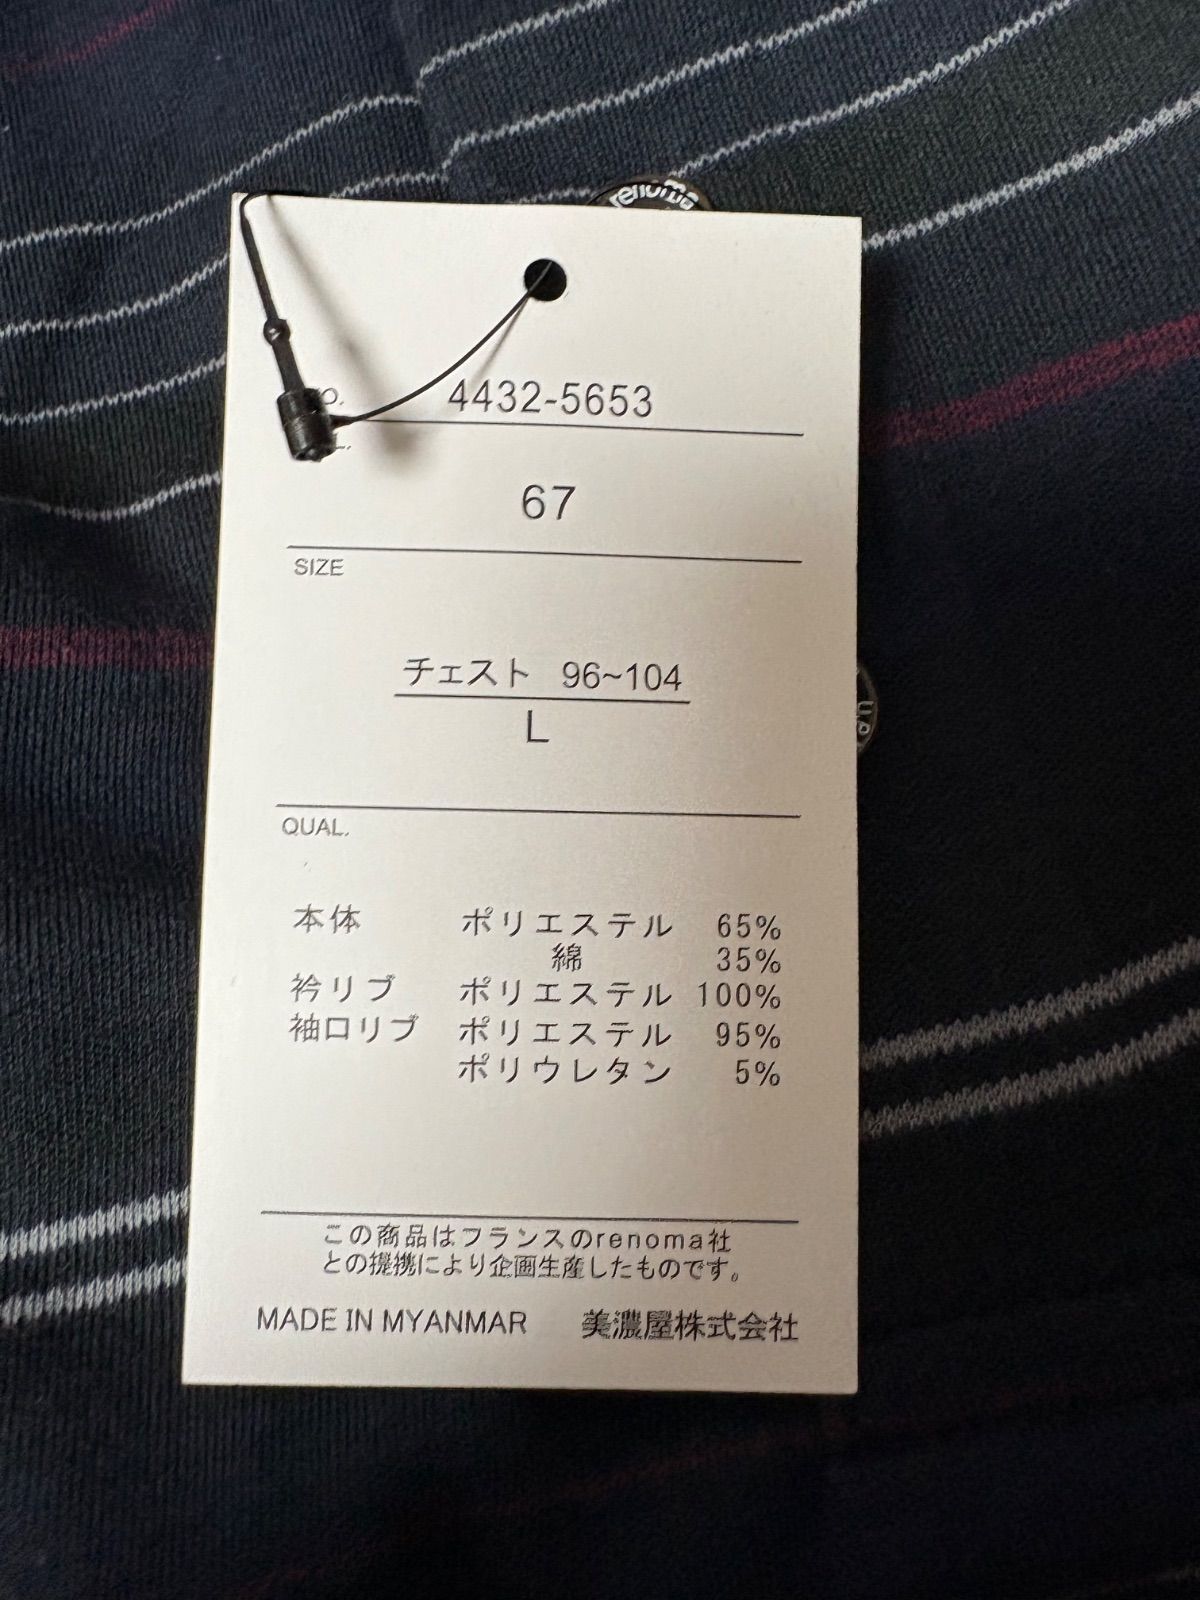 renoma
4432-5653
67
SIZE
チェスト 96~104
L
QUAL.
本体 ポリエステル 65%
綿 35%
衿リブ ポリエステル 100%
袖口リブ ポリエステル 95%
ポリウレタン 5%
この商品はフランスのrenoma社
との提携により企画生産したものです。
MADE IN MYANMAR 美濃屋株式会社